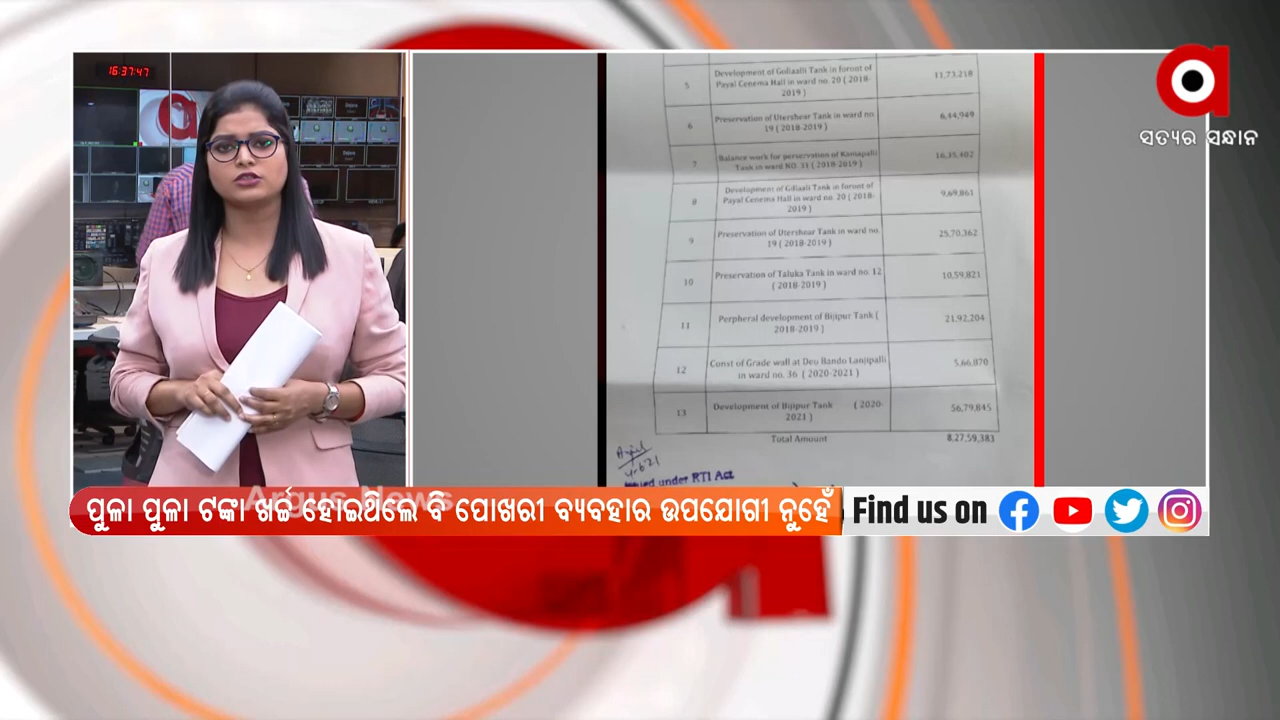 16:37:47
ସତ୍ୟର ସନ୍ଧାନ
5
Development of Goliaalli Tank in fornot of
Payal Cenema Hall in ward no. 20 ( 2018-
2019 )
11,73,218
6
Preservation of Utershear Tank in ward no
19 ( 2018-2019 )
6,44,949
7
Balance work for perservation of Kamapalli
Tank in ward NO. 31 ( 2018-2019 )
16,35,402
8
Development of Giliaali Tank in fornot of
Payal Cenema Hall in ward no. 20 ( 2018-
2019 )
9,69,861
9
Preservation of Utershear Tank in ward no.
19 ( 2018-2019 )
25,70,362
10
Preservation of Taluka Tank in ward no. 12
( 2018-2019 )
10,59,821
11
Perpheral development of Bijipur Tank (
2018-2019 )
21,92,204
12
Const of Grade wall at Deu Bando Lanjipalli
in ward no. 36 ( 2020-2021 )
5,66,870
13
Development of Bijipur Tank ( 2020-
2021 )
56,79,845
Total Amount 8,27,59,383
under RTI Act
Argus News
ପୁଳା ପୁଳା ଟଙ୍କା ଖର୍ଚ୍ଚ ହୋଇଥିଲେ ବି ପୋଖରୀ ବ୍ୟବହାର ଉପଯୋଗୀ ନୁହେଁ
Find us on